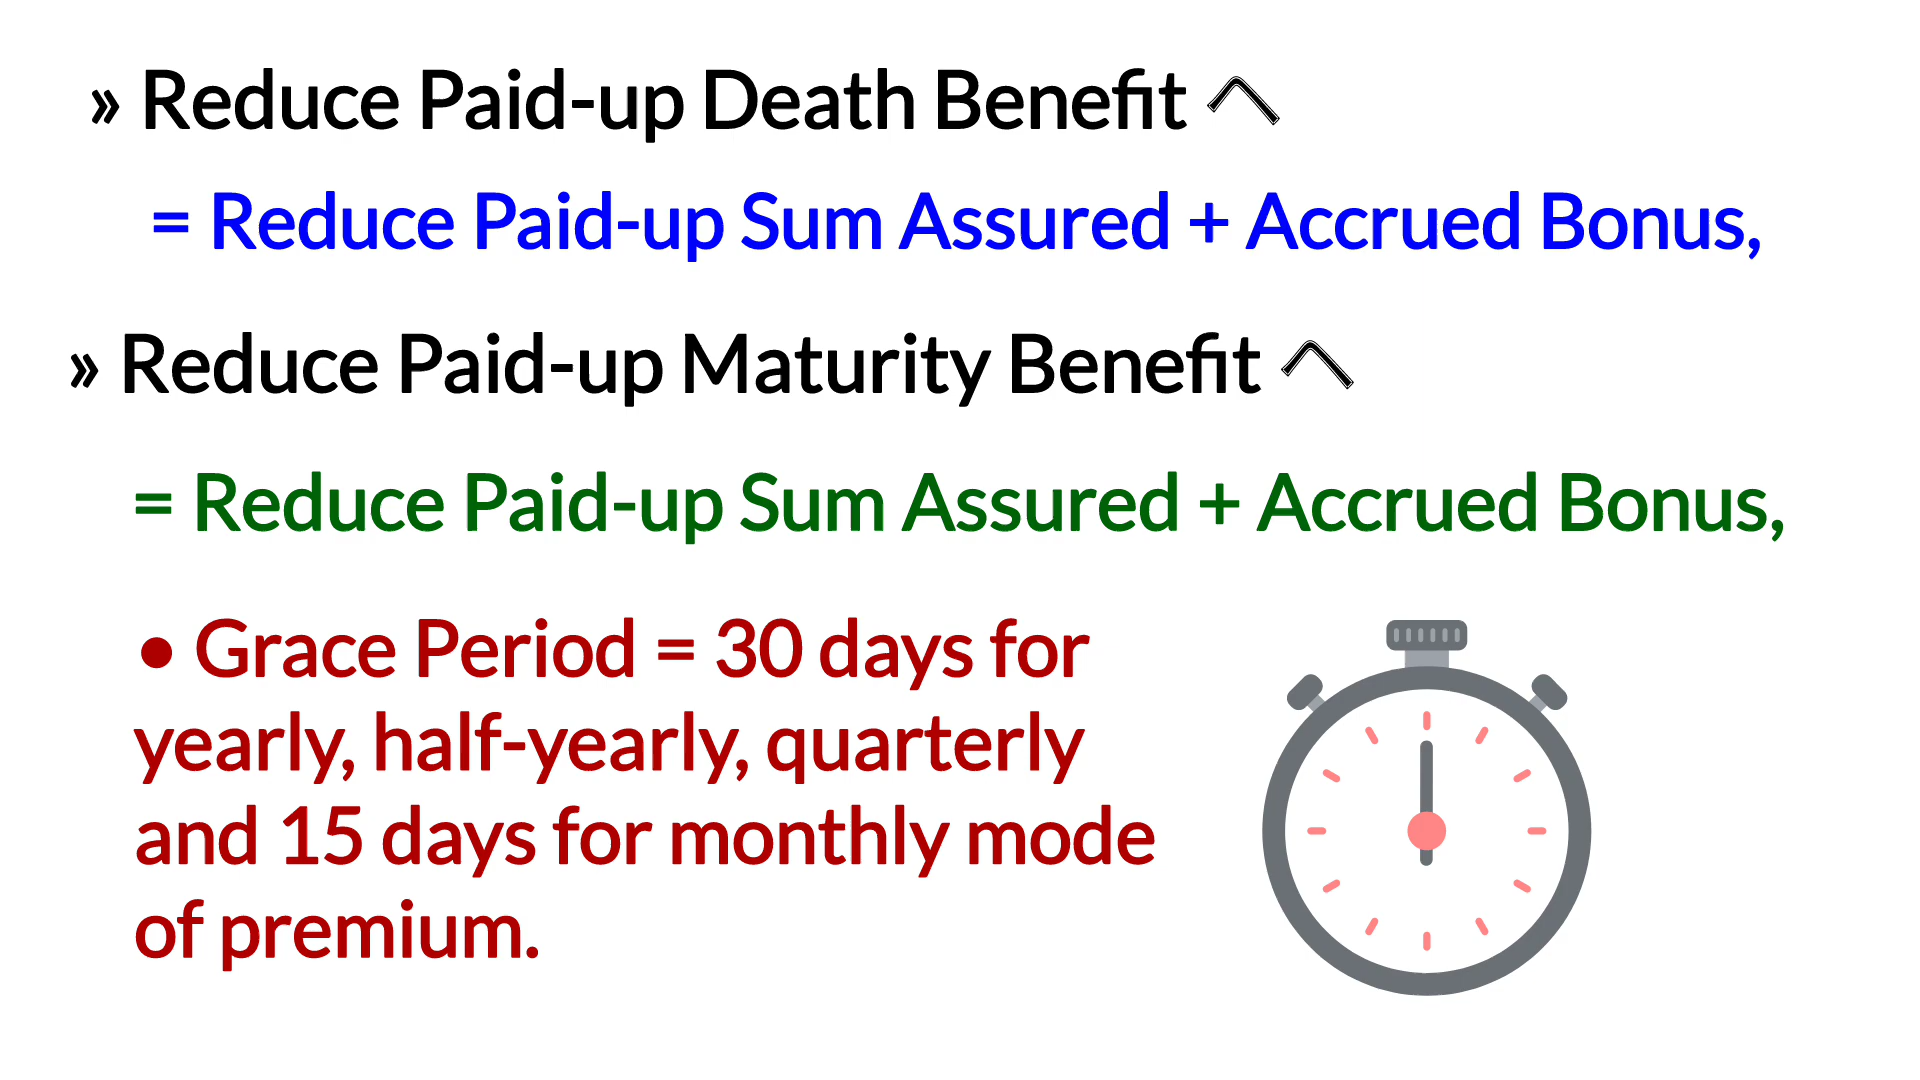 » Reduce Paid-up Death Benefit
= Reduce Paid-up Sum Assured + Accrued Bonus,
» Reduce Paid-up Maturity Benefit
= Reduce Paid-up Sum Assured + Accrued Bonus,
• Grace Period = 30 days for
yearly, half-yearly, quarterly
and 15 days for monthly mode
of premium.